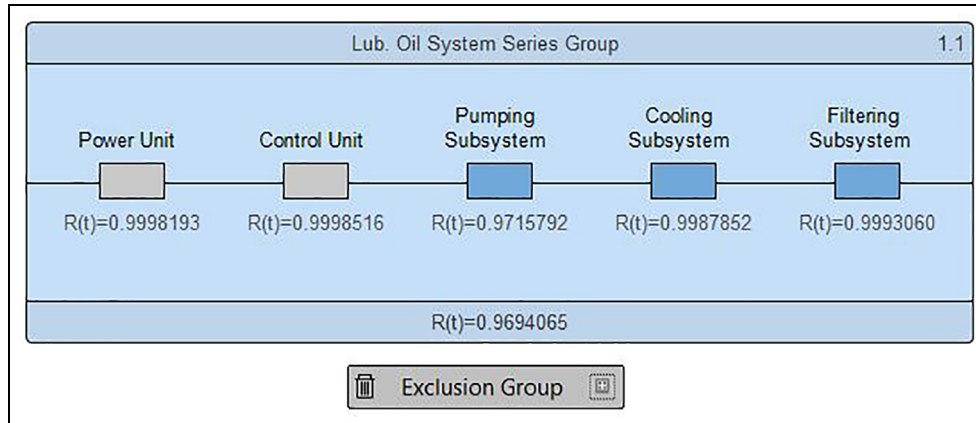 Lub. Oil System Series Group 1.1
Power Unit
Control Unit
Pumping
Subsystem
Cooling
Subsystem
Filtering
Subsystem
R(t)=0.9998193
R(t)=0.9998516
R(t)=0.9715792
R(t)=0.9987852
R(t)=0.9993060
R(t)=0.9694065
Exclusion Group